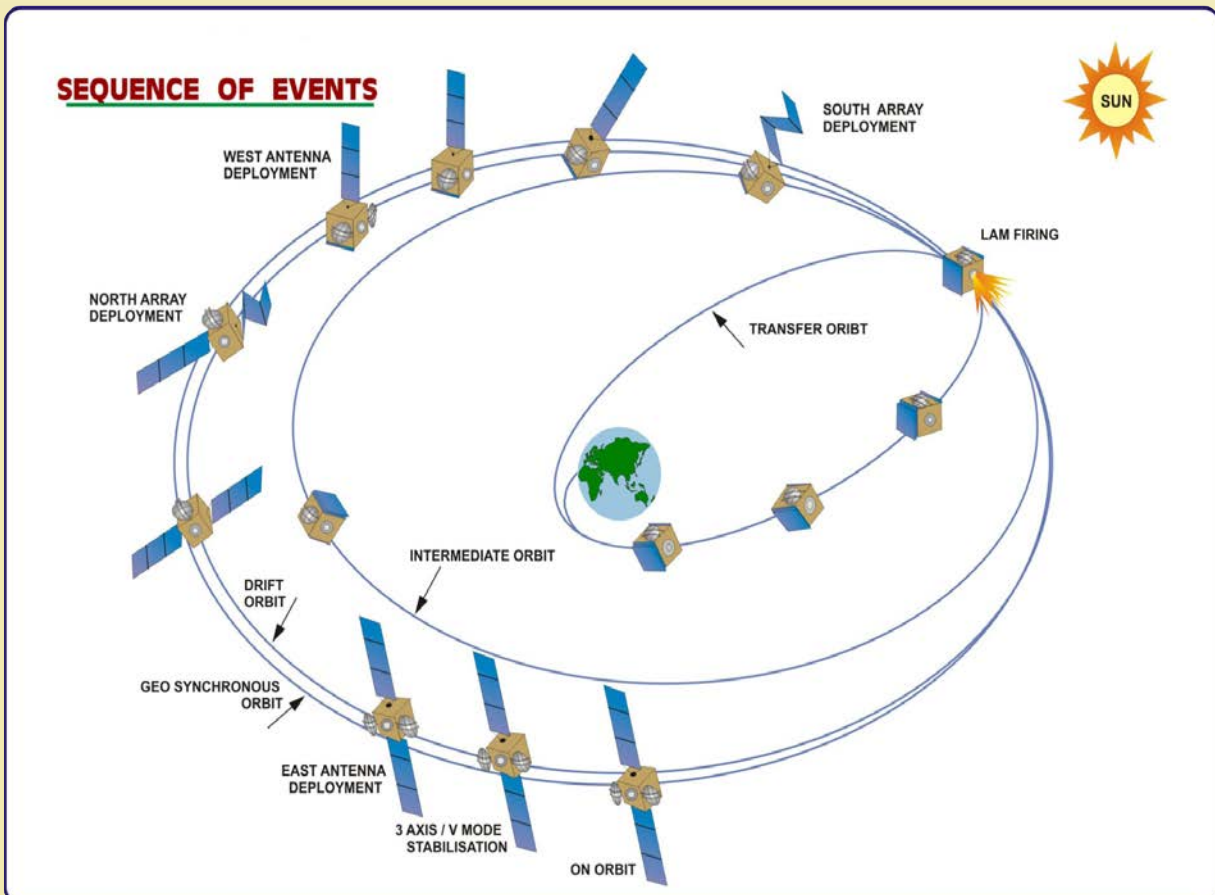 SEQUENCE OF EVENTS
SUN
SOUTH ARRAY
DEPLOYMENT
WEST ANTENNA
DEPLOYMENT
LAM FIRING
NORTH ARRAY
DEPLOYMENT
TRANSFER ORIBT
INTERMEDIATE ORBIT
DRIFT
ORBIT
GEO SYNCHRONOUS
ORBIT
EAST ANTENNA
DEPLOYMENT
3 AXIS / V MODE
STABILISATION
ON ORBIT